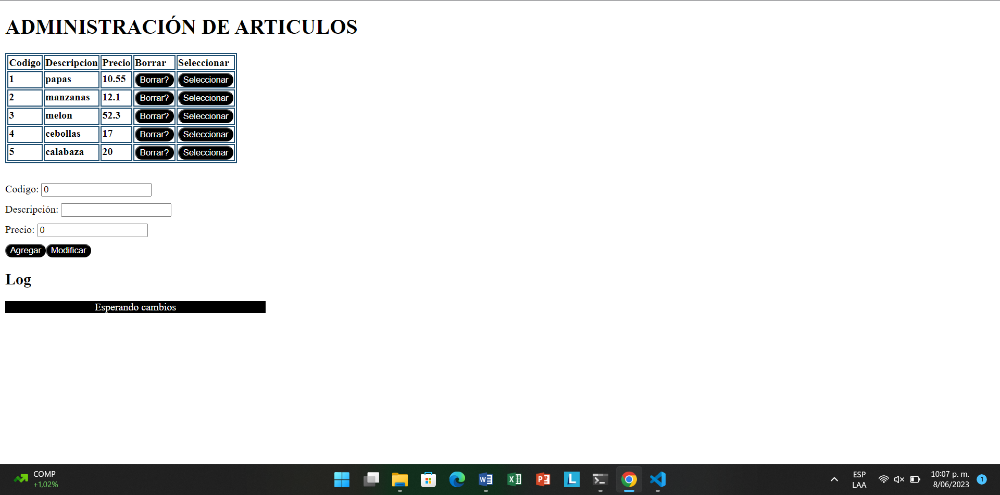 ADMINISTRACIÓN DE ARTICULOS
Codigo Descripcion Precio Borrar Seleccionar
1 papas 10.55 Borrar? Seleccionar
2 manzanas 12.1 Borrar? Seleccionar
3 melon 52.3 Borrar? Seleccionar
4 cebollas 17 Borrar? Seleccionar
5 calabaza 20 Borrar? Seleccionar
Codigo: 0
Descripción:
Precio: 0
Agregar Modificar
Log
Esperando cambios
COMP
+1,02%
W
X
P
L
ESP
LAA
10:07 p. m.
8/06/2023
1